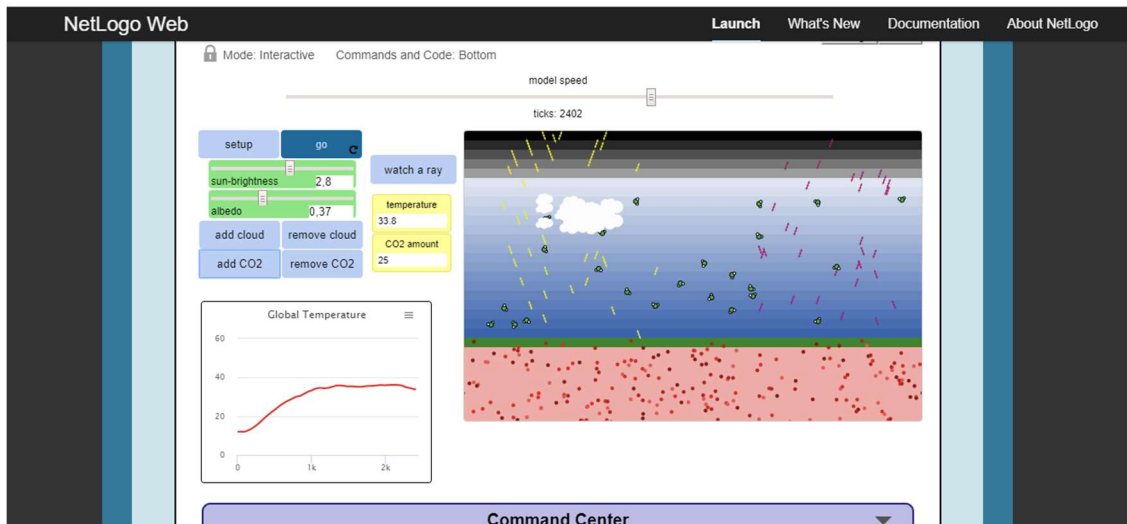 NetLogo Web
Launch What's New Documentation About NetLogo
Mode: Interactive Commands and Code: Bottom
model speed
ticks: 2402
setup go
watch a ray
sun-brightness 2,8
albedo 0,37
temperature
33.8
add cloud remove cloud
CO2 amount
25
add CO2 remove CO2
Global Temperature
60
40
20
0
0 1k 2k
Command Center